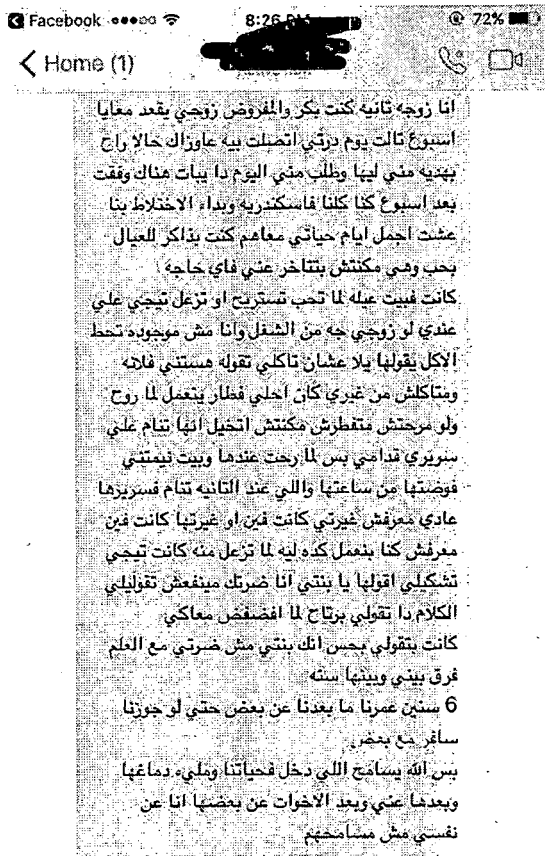 Facebook 8:26 PM 72%
Home (1)
انا زوجه تانيه كنت بكر والمفروض زوجي يقعد معايا
اسبوع تالت يوم درتي اتصلت بيه عاوزاك حالا راح
بهديه مني ليها وطلب مني اليوم دا يبات هناك وفقت
بعد اسبوع كنا كلنا فاسكندريه وبداء الاختلاط بنا
عشت اجمل ايام حياتي معاهم كنت بذاكر للعيال
بحب وهي مكنتش بتتاخر عني فاي حاجه
كانت فبيت عيله لما تحب تستريح او تزعل تيجي علي
عندي لو زوجي جه من الشغل وانا مش موجوده تحط
الاكل يقولها يلا عشان تاكلي تقوله هستني فلانه
ومتاكلش من غيري كان احلي فطار يتعمل لما روح
ولو مرحتش متفطرش مكنتش اتخيل انها تنام علي
سريري قدامي بس لما رحت عندها وبيت نيمتني
فوضتها من ساعتها واللي عند التانيه تنام فسريرها
عادي معرفش غيرتي كانت فين او غيرتها كانت فين
معرفش كنا بنعمل كده ليه لما تزعل منه كانت تيجي
تشكيلي اقولها يا بنتي انا ضرتك مينفعش تقوليلي
الكلام دا تقولي برتاح لما افضفض معاكي
كانت بتقولي بحس انك بنتي مش ضرتي مع العلم
فرق بيني وبينها سنه
6 سنين عمرنا ما بعدنا عن بعض حتي لو جوزنا
سافر مع بعض
بس الله يسامح اللي دخل فحياتنا ومليء دماغها
وبعدها عني وبعد الاخوات عن بعضها انا عن
نفسي مش مسامحهم